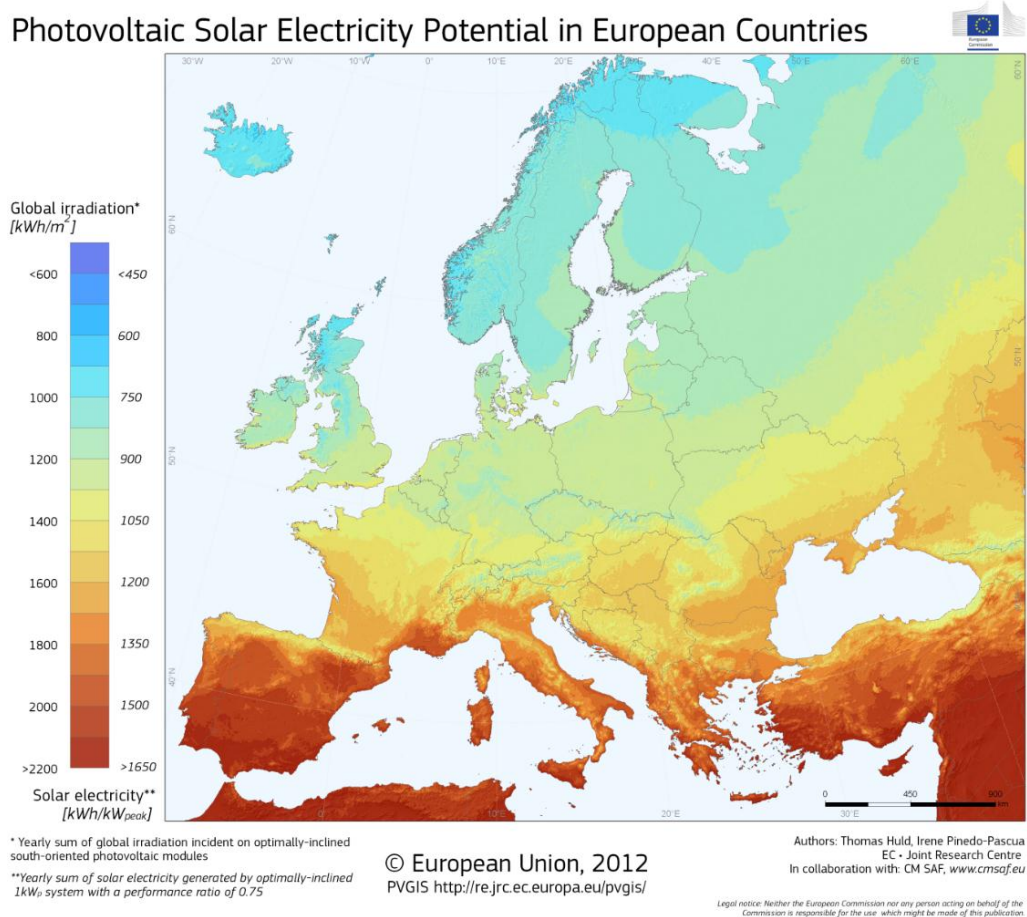 Photovoltaic Solar Electricity Potential in European Countries
European
Commission
30°W
20°W
10°W
0°
10°E
20°E
30°E
40°E
50°E
60°E
60°N
Global irradiation*
[kWh/m²]
<600
<450
800
600
1000
750
1200
900
1400
1050
1600
1200
1800
1350
2000
1500
>2200
>1650
Solar electricity**
[kWh/kWpeak]
60°N
50°N
40°N
50°N
10°E
20°E
30°E
0
450
900
km
* Yearly sum of global irradiation incident on optimally-inclined
south-oriented photovoltaic modules
**Yearly sum of solar electricity generated by optimally-inclined
1kWp system with a performance ratio of 0.75
© European Union, 2012
PVGIS http://re.jrc.ec.europa.eu/pvgis/
Authors: Thomas Huld, Irene Pinedo-Pascua
EC • Joint Research Centre
In collaboration with: CM SAF, www.cmsaf.eu
Legal notice: Neither the European Commission nor any person acting on behalf of the
Commission is responsible for the use which might be made of this publication.